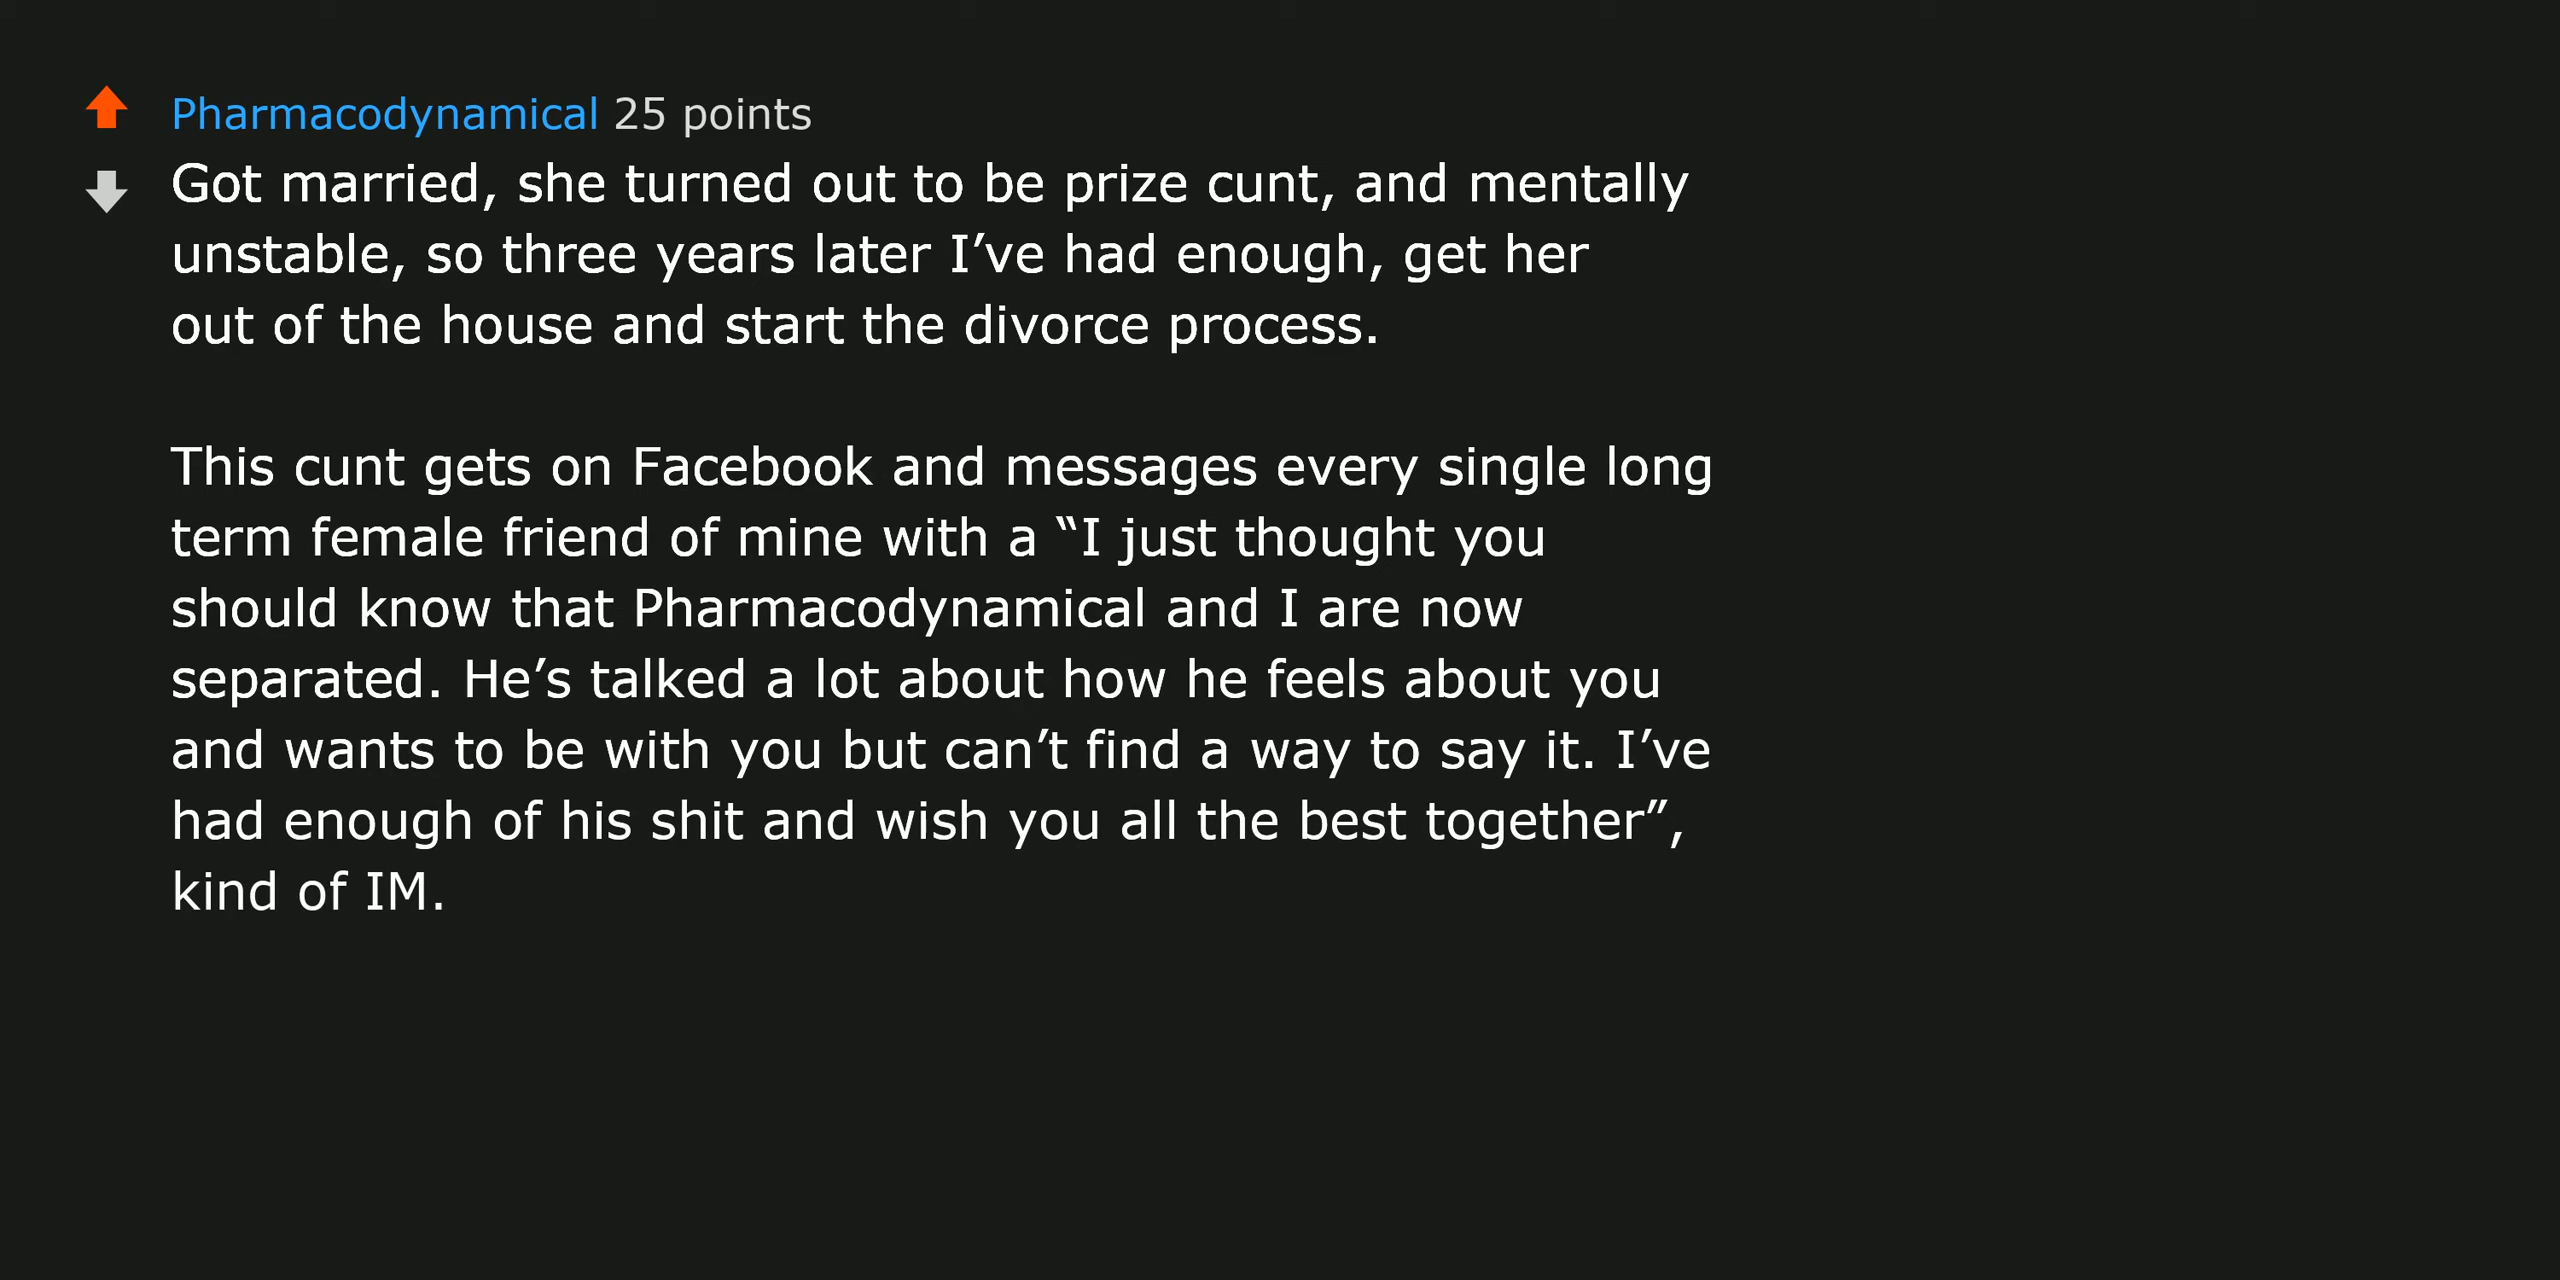 Pharmacodynamical 25 points
Got married, she turned out to be prize cunt, and mentally
unstable, so three years later I’ve had enough, get her
out of the house and start the divorce process.
This cunt gets on Facebook and messages every single long
term female friend of mine with a “I just thought you
should know that Pharmacodynamical and I are now
separated. He’s talked a lot about how he feels about you
and wants to be with you but can’t find a way to say it. I’ve
had enough of his shit and wish you all the best together”,
kind of IM.